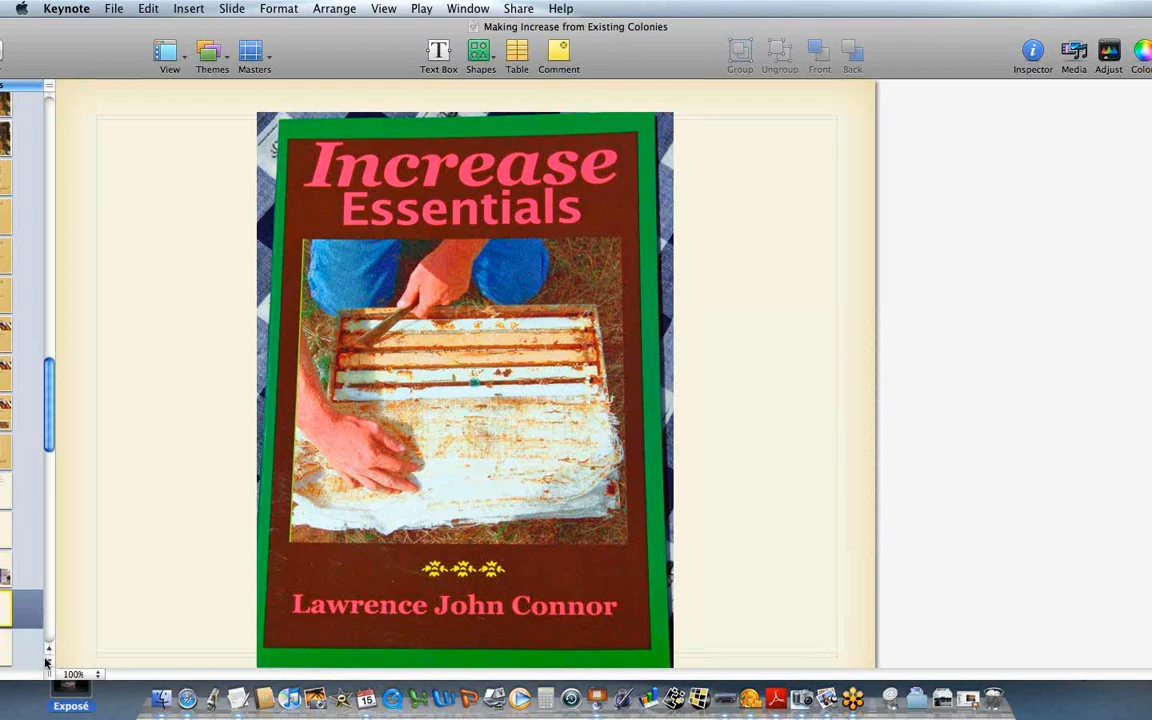 Keynote File Edit Insert Slide Format Arrange View Play Window Share Help
Making Increase from Existing Colonies
View Themes Masters Text Box Shapes Table Comment Group Ungroup Front Back Inspector Media Adjust Colo
Increase
Essentials
Lawrence John Connor
100%
15
Exposé